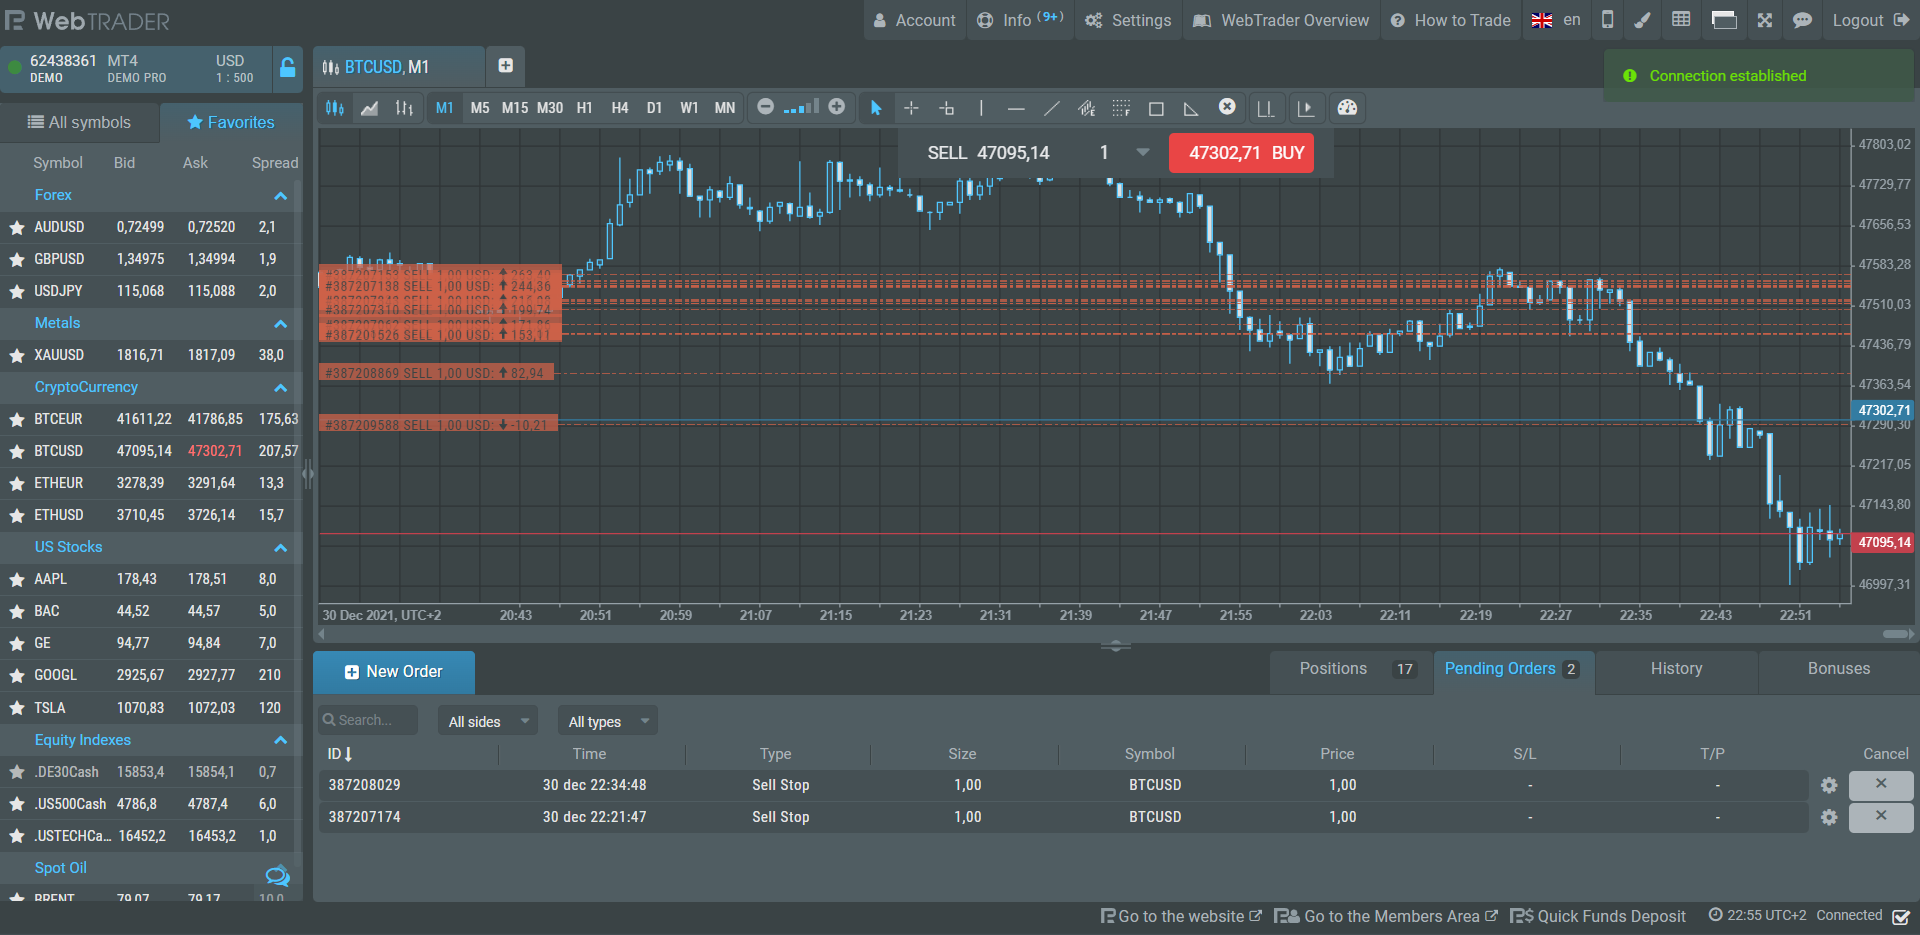 WebTRADER
Account
Info (9+)
Settings
WebTrader Overview
How to Trade
en
Logout
62438361 MT4 USD
DEMO DEMO PRO 1 : 500
BTCUSD, M1
Connection established
All symbols
Favorites
M1 M5 M15 M30 H1 H4 D1 W1 MN
E
F
Symbol Bid Ask Spread
Forex
AUDUSD 0,72499 0,72520 2,1
GBPUSD 1,34975 1,34994 1,9
USDJPY 115,068 115,088 2,0
Metals
XAUUSD 1816,71 1817,09 38,0
CryptoCurrency
BTCEUR 41611,22 41786,85 175,63
BTCUSD 47095,14 47302,71 207,57
ETHEUR 3278,39 3291,64 13,3
ETHUSD 3710,45 3726,14 15,7
US Stocks
AAPL 178,43 178,51 8,0
BAC 44,52 44,57 5,0
GE 94,77 94,84 7,0
GOOGL 2925,67 2927,77 210
TSLA 1070,83 1072,03 120
Equity Indexes
.DE30Cash 15853,4 15854,1 0,7
.US500Cash 4786,8 4787,4 6,0
.USTECHCa... 16452,2 16453,2 1,0
Spot Oil
BRENT 79,07 79,17 10,0
SELL 47095,14 1 47302,71 BUY
#387207138 SELL 1,00 USD: 244,36
#387207310 SELL 1,00 USD: 199,74
#387201526 SELL 1,00 USD: 153,11
#387208869 SELL 1,00 USD: 82,94
#387209588 SELL 1,00 USD: -10,21
47803,02
47729,77
47656,53
47583,28
47510,03
47436,79
47363,54
47302,71
47290,30
47217,05
47143,80
47095,14
46997,31
30 Dec 2021, UTC+2 20:43 20:51 20:59 21:07 21:15 21:23 21:31 21:39 21:47 21:55 22:03 22:11 22:19 22:27 22:35 22:43 22:51
New Order
Positions 17
Pending Orders 2
History
Bonuses
Search...
All sides
All types
ID Time Type Size Symbol Price S/L T/P Cancel
387208029 30 dec 22:34:48 Sell Stop 1,00 BTCUSD 1,00 - -
387207174 30 dec 22:21:47 Sell Stop 1,00 BTCUSD 1,00 - -
Go to the website
Go to the Members Area
Quick Funds Deposit
22:55 UTC+2
Connected